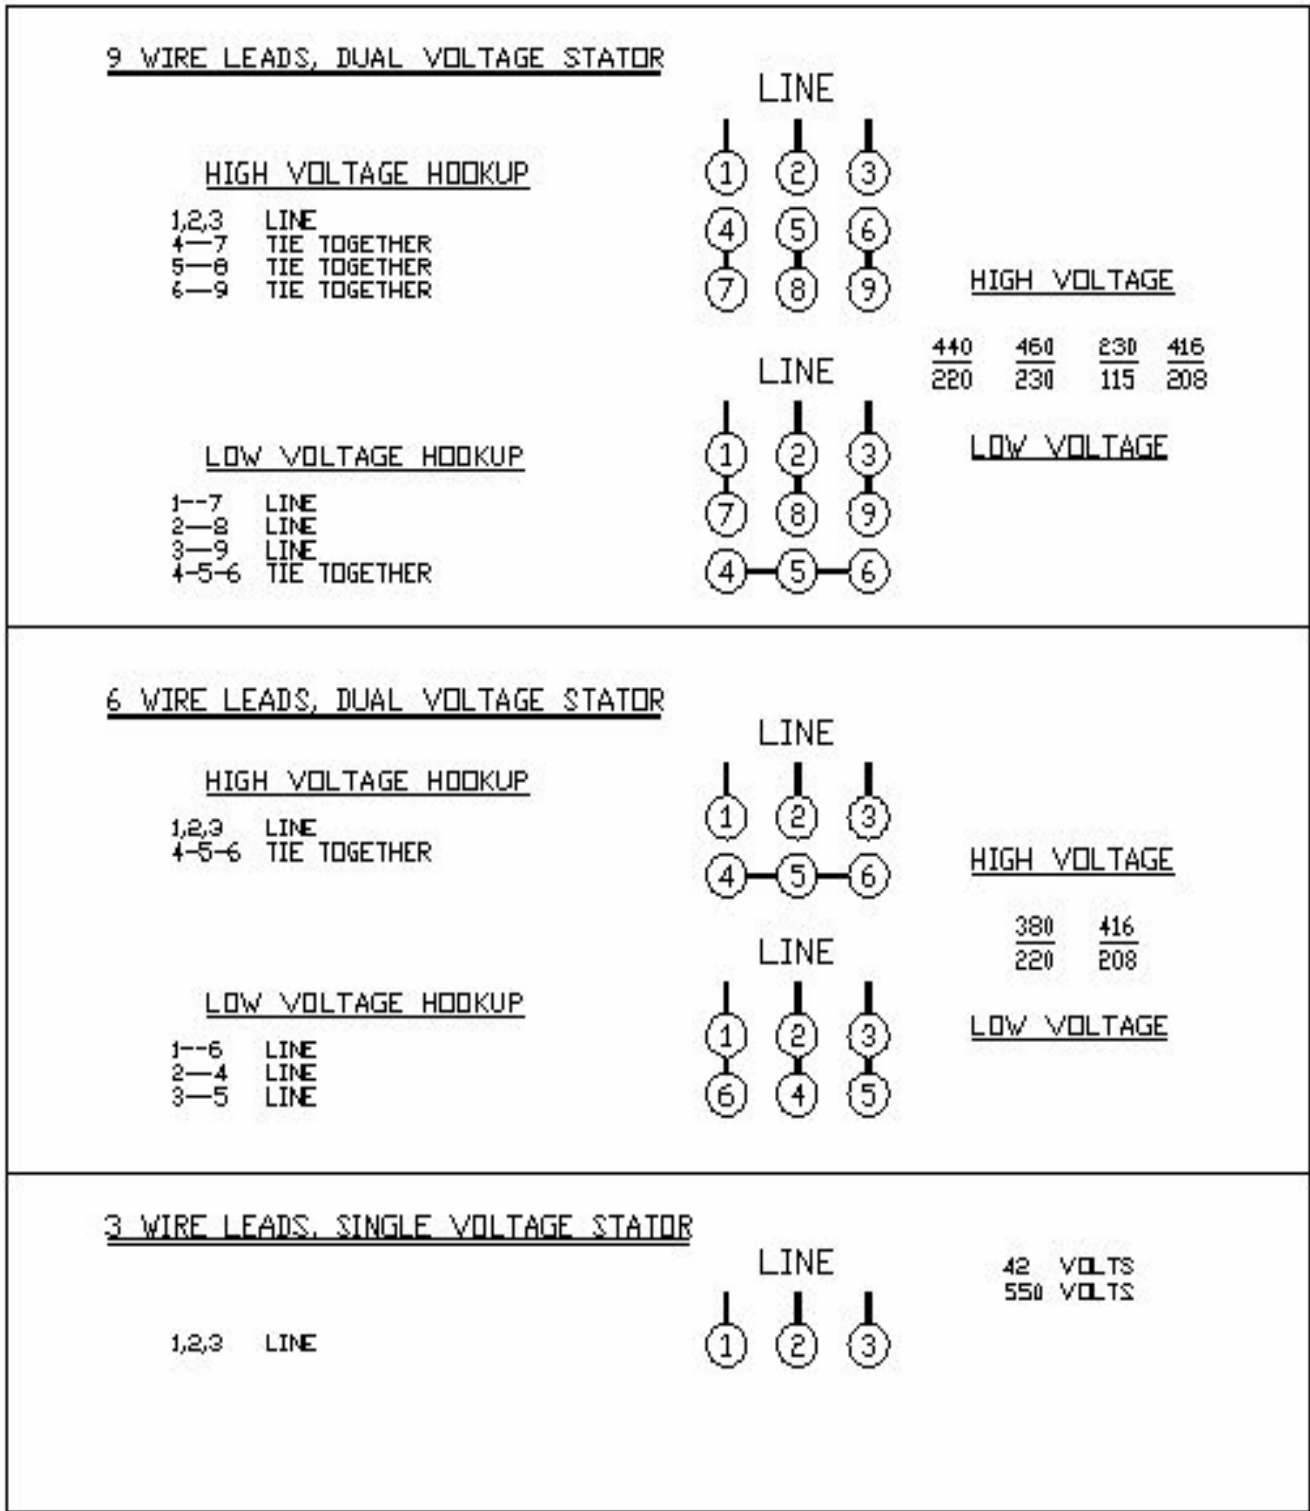 9 WIRE LEADS, DUAL VOLTAGE STATOR
LINE
HIGH VOLTAGE HOOKUP
1 2 3
1,2,3 LINE
4--7 TIE TOGETHER
5--8 TIE TOGETHER
6--9 TIE TOGETHER
4 5 6
7 8 9
HIGH VOLTAGE
440 460 230 416
220 230 115 208
LOW VOLTAGE
LINE
LOW VOLTAGE HOOKUP
1 2 3
1--7 LINE
2--8 LINE
3--9 LINE
4-5-6 TIE TOGETHER
7 8 9
4 5 6
6 WIRE LEADS, DUAL VOLTAGE STATOR
LINE
HIGH VOLTAGE HOOKUP
1,2,3 LINE
4-5-6 TIE TOGETHER
1 2 3
4 5 6
HIGH VOLTAGE
380 416
220 208
LOW VOLTAGE
LINE
LOW VOLTAGE HOOKUP
1--6 LINE
2--4 LINE
3--5 LINE
1 2 3
6 4 5
3 WIRE LEADS, SINGLE VOLTAGE STATOR
LINE
42 VOLTS
550 VOLTS
1,2,3 LINE
1 2 3